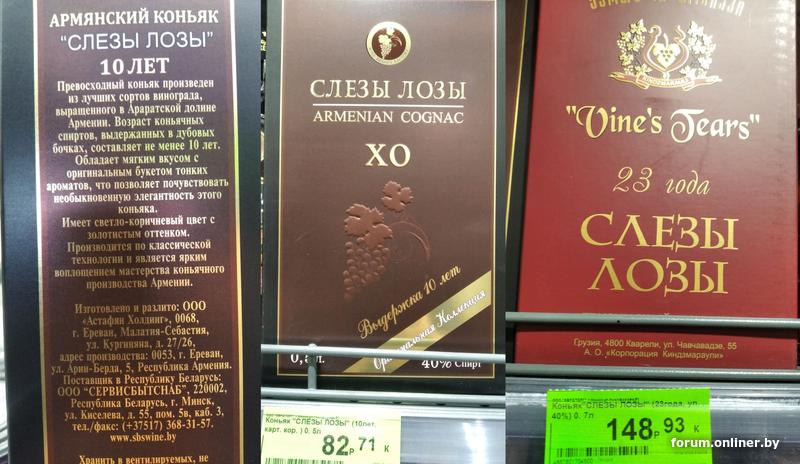 АРМЯНСКИЙ КОНЬЯК
"СЛЕЗЫ ЛОЗЫ"
10 ЛЕТ
Превосходный коньяк произведен
из лучших сортов винограда,
выращенного в Араратской долине
Армении. Возраст коньячных
спиртов, выдержанных в дубовых
бочках, составляет не менее 10 лет.
Обладает мягким вкусом с
оригинальным букетом тонких
ароматов, что позволяет почувствовать
необыкновенную элегантность этого
коньяка.
Имеет светло-коричневый цвет с
золотистым оттенком.
Производится по классической
технологии и является ярким
воплощением мастерства коньячного
производства Армении.
Изготовлено и разлито: ООО
«Астафян Холдинг», 0068,
г. Ереван, Малатия-Себастия,
ул. Кургиняна, д. 27/26,
адрес производства: 0053, г. Ереван,
ул. Арин-Берда, 5, Республика Армения.
Поставщик в Республику Беларусь:
ООО "СЕРВИСБЫТСНАБ", 220002,
Республика Беларусь, г. Минск,
ул. Киселева, д. 55, пом. 5в, каб. 3,
тел./факс: (+37517) 368-31-57.
www.sbswine.by
Хранить в вентилируемых, не
СЛЕЗЫ ЛОЗЫ
ARMENIAN COGNAC
XO
Выдержка 10 лет
Оригинальная Коллекция
0,5л.
40% Спирт
Коньяк "СЛЕЗЫ ЛОЗЫ" (10лет,
карт. кор.) 0, 5л
82 Р 71 К
KINDZMARAULI
"Vine's Tears"
23 года
СЛЕЗЫ
ЛОЗЫ
Грузия, 4800 Кварели, ул. Чавчавадзе, 55
А. О. «Корпорация Киндзмараули»
Коньяк "СЛЕЗЫ ЛОЗЫ" (23года, уп.
40%) 0, 7л
148 Р 93 К
forum.onliner.by